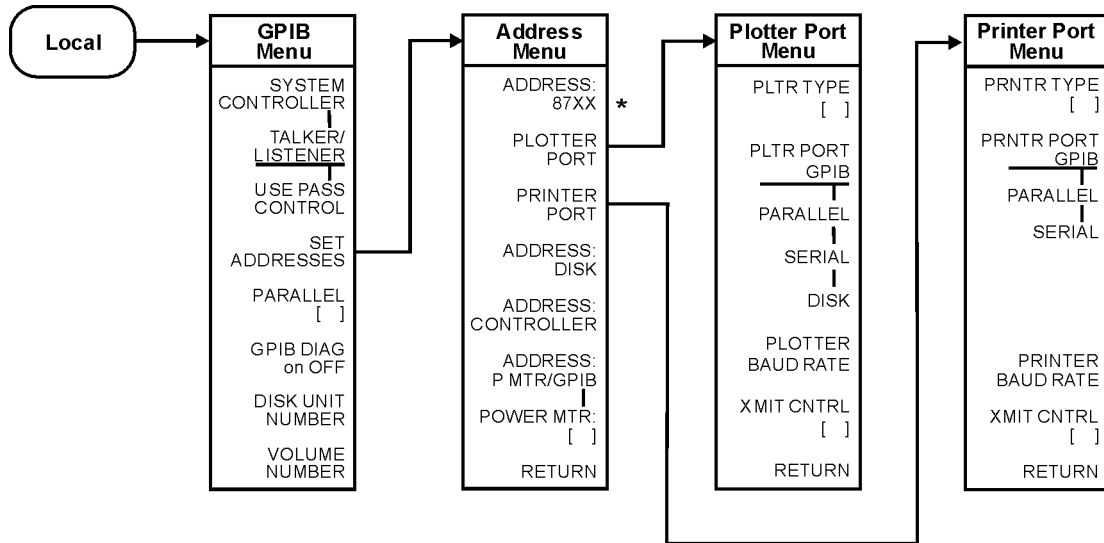 Local
GPIB
Menu
SYSTEM
CONTROLLER
TALKER/
LISTENER
USE PASS
CONTROL
SET
ADDRESSES
PARALLEL
[ ]
GPIB DIAG
on OFF
DISK UNIT
NUMBER
VOLUME
NUMBER
Address
Menu
ADDRESS:
87XX *
PLOTTER
PORT
PRINTER
PORT
ADDRESS:
DISK
ADDRESS:
CONTROLLER
ADDRESS:
P MTR/GPIB
POWER MTR:
[ ]
RETURN
Plotter Port
Menu
PLTR TYPE
[ ]
PLTR PORT
GPIB
PARALLEL
SERIAL
DISK
PLOTTER
BAUD RATE
XMIT CNTRL
[ ]
RETURN
Printer Port
Menu
PRNTR TYPE
[ ]
PRNTR PORT
GPIB
PARALLEL
SERIAL
PRINTER
BAUD RATE
XMIT CNTRL
[ ]
RETURN